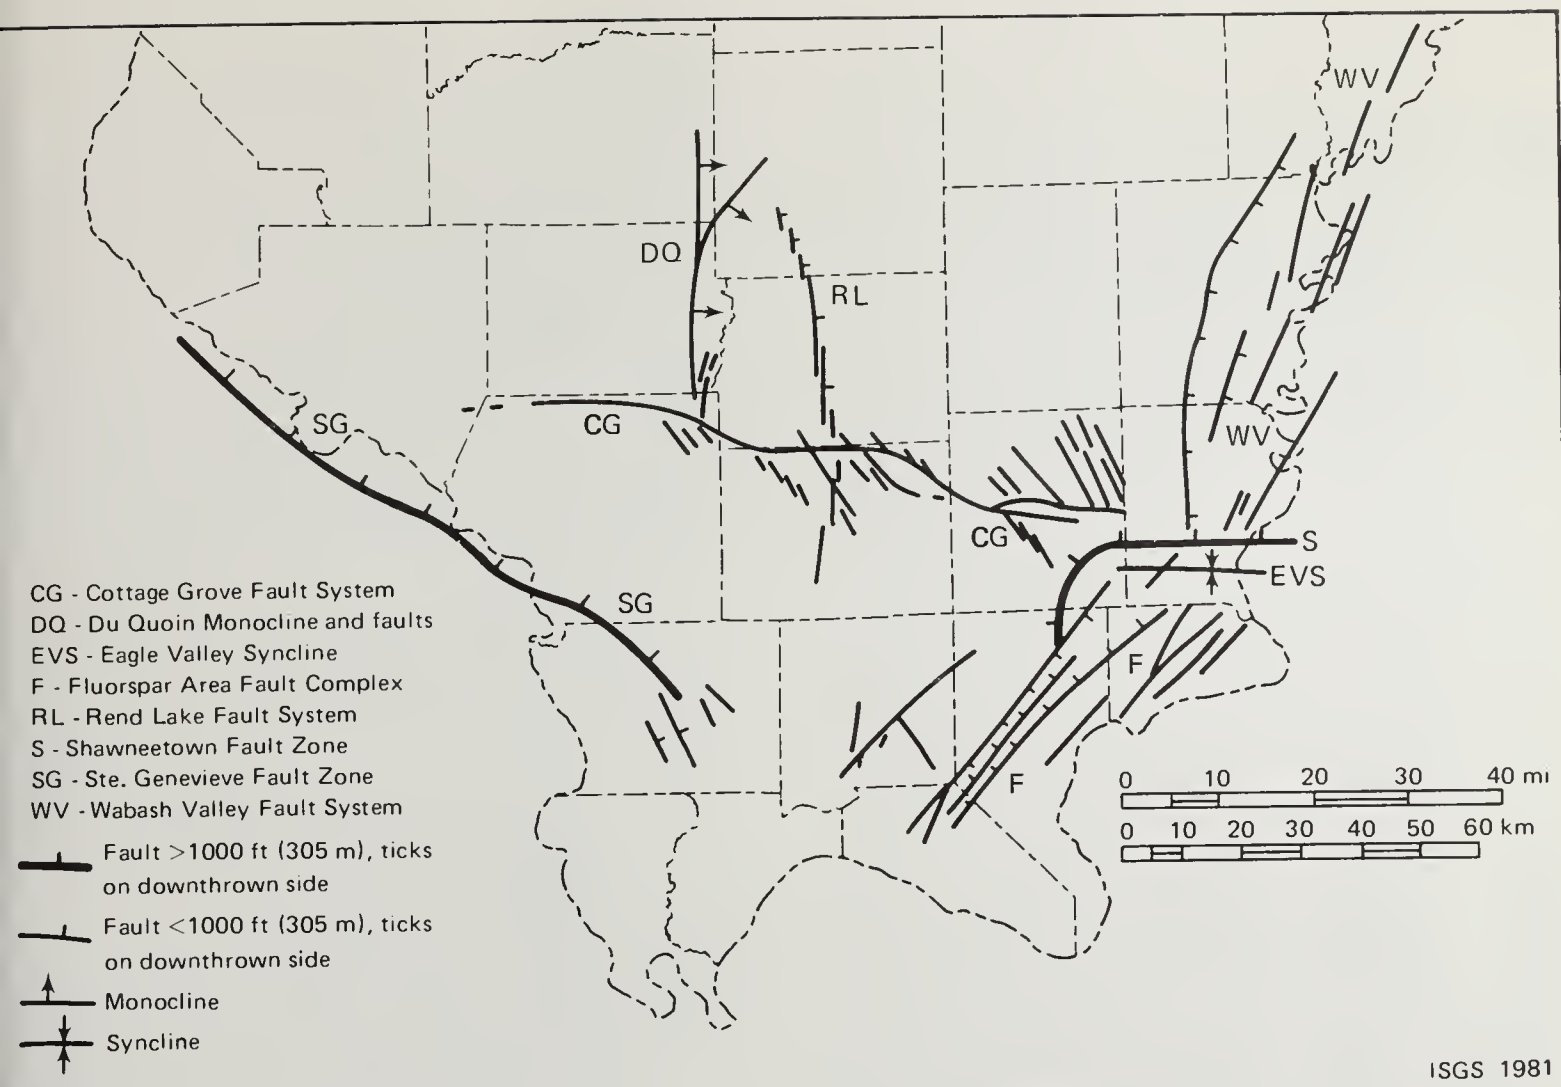 WV
DQ
RL
SG
CG
WV
CG
S
EVS
SG
F
F
CG - Cottage Grove Fault System
DQ - Du Quoin Monocline and faults
EVS - Eagle Valley Syncline
F - Fluorspar Area Fault Complex
RL - Rend Lake Fault System
S - Shawneetown Fault Zone
SG - Ste. Genevieve Fault Zone
WV - Wabash Valley Fault System
Fault >1000 ft (305 m), ticks
on downthrown side
Fault <1000 ft (305 m), ticks
on downthrown side
Monocline
Syncline
0 10 20 30 40 mi
0 10 20 30 40 50 60 km
ISGS 1981